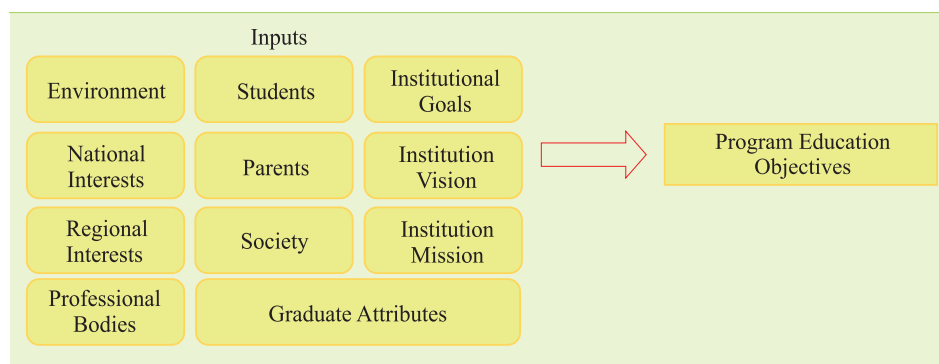 Inputs
Environment
Students
Institutional
Goals
National
Interests
Parents
Institution
Vision
Program Education
Objectives
Regional
Interests
Society
Institution
Mission
Professional
Bodies
Graduate Attributes